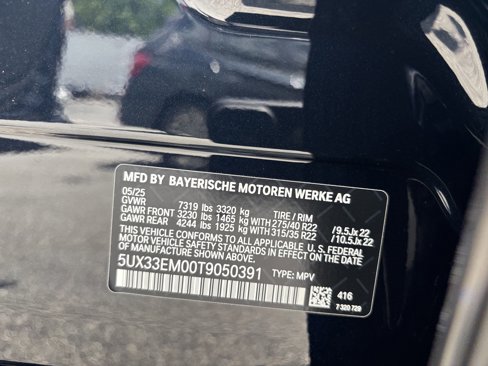 MFD BY BAYERISCHE MOTOREN WERKE AG
05/25
GVWR 7319 lbs 3320 kg TIRE / RIM
GAWR FRONT 3230 lbs 1465 kg WITH 275/40 R22 /9.5Jx22
GAWR REAR 4244 lbs 1925 kg WITH 315/35 R22 /10.5Jx22
THIS VEHICLE CONFORMS TO ALL APPLICABLE U.S. FEDERAL
MOTOR VEHICLE SAFETY STANDARDS IN EFFECT ON THE DATE
OF MANUFACTURE SHOWN ABOVE.
5UX33EM00T9050391 TYPE: MPV
416
7 320 720